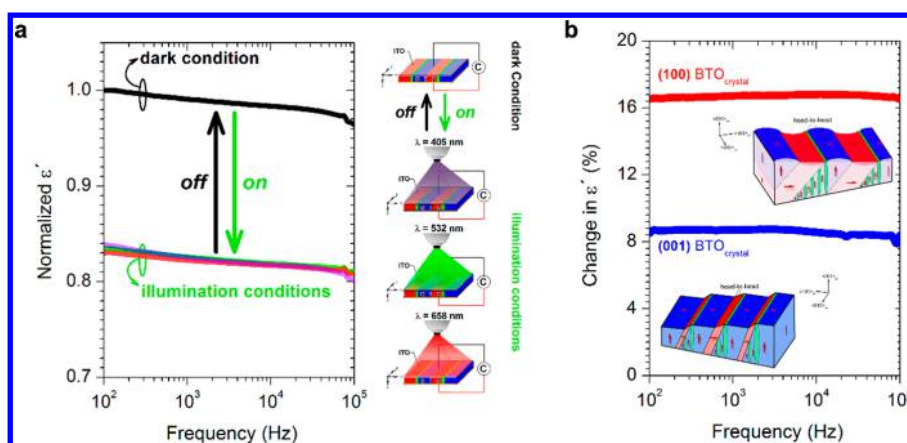 a
Normalized ε´
1.0
0.9
0.8
0.7
dark condition
off
on
illumination conditions
10² 10³ 10⁴ 10⁵
Frequency (Hz)
ITO
C
dark Condition
off
on
λ = 405 nm
ITO
C
λ = 532 nm
ITO
C
λ = 658 nm
ITO
C
illumination conditions
b
Change in ε´ (%)
20
16
12
8
4
0
(100) BTOcrystal
head-to-head
(001) BTOcrystal
head-to-head
10² 10³ 10⁴
Frequency (Hz)